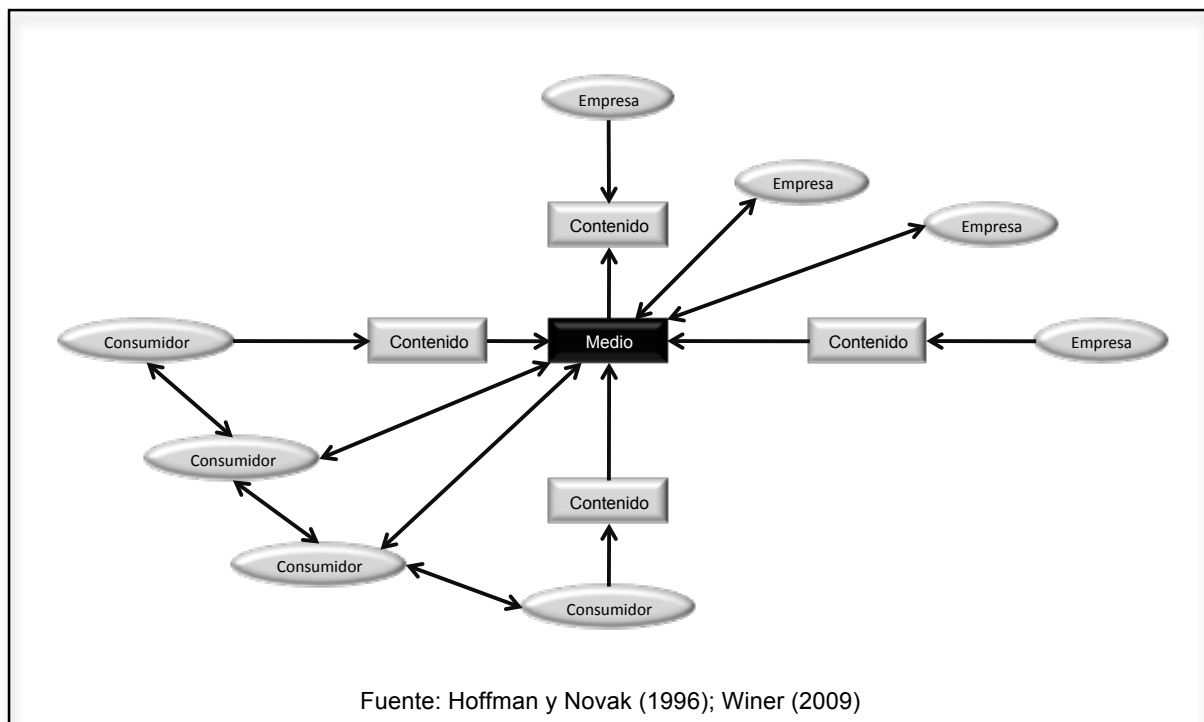 Empresa
Empresa
Contenido
Empresa
Consumidor
Contenido
Medio
Contenido
Empresa
Consumidor
Contenido
Consumidor
Consumidor
Fuente: Hoffman y Novak (1996); Winer (2009)